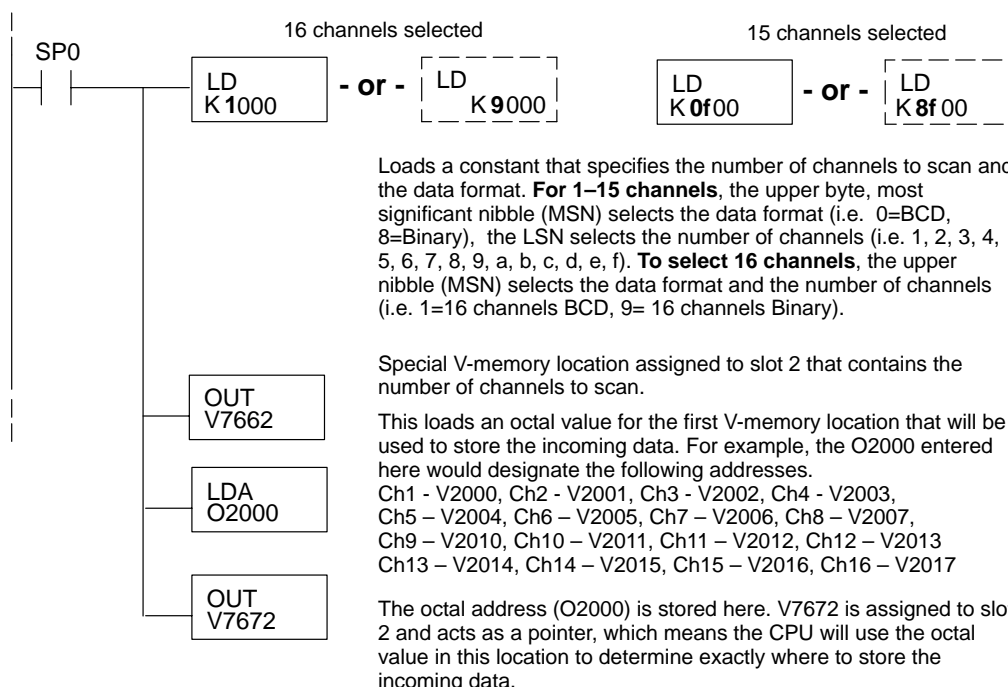 16 channels selected
15 channels selected
SP0
LD
K 1000
- or -
LD
K 9000
LD
K 0f00
- or -
LD
K 8f 00
Loads a constant that specifies the number of channels to scan and
the data format. For 1–15 channels, the upper byte, most
significant nibble (MSN) selects the data format (i.e. 0=BCD,
8=Binary), the LSN selects the number of channels (i.e. 1, 2, 3, 4,
5, 6, 7, 8, 9, a, b, c, d, e, f). To select 16 channels, the upper
nibble (MSN) selects the data format and the number of channels
(i.e. 1=16 channels BCD, 9= 16 channels Binary).
OUT
V7662
Special V-memory location assigned to slot 2 that contains the
number of channels to scan.
LDA
O2000
This loads an octal value for the first V-memory location that will be
used to store the incoming data. For example, the O2000 entered
here would designate the following addresses.
Ch1 - V2000, Ch2 - V2001, Ch3 - V2002, Ch4 - V2003,
Ch5 – V2004, Ch6 – V2005, Ch7 – V2006, Ch8 – V2007,
Ch9 – V2010, Ch10 – V2011, Ch11 – V2012, Ch12 – V2013
Ch13 – V2014, Ch14 – V2015, Ch15 – V2016, Ch16 – V2017
OUT
V7672
The octal address (O2000) is stored here. V7672 is assigned to slo
2 and acts as a pointer, which means the CPU will use the octal
value in this location to determine exactly where to store the
incoming data.